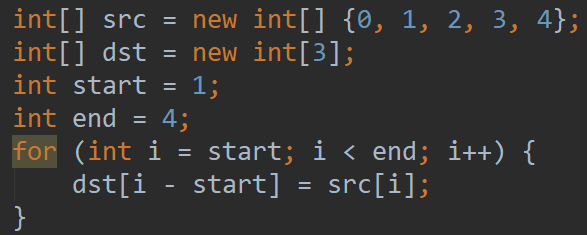 int[] src = new int[] {0, 1, 2, 3, 4};
int[] dst = new int[3];
int start = 1;
int end = 4;
for (int i = start; i < end; i++) {
    dst[i - start] = src[i];
}